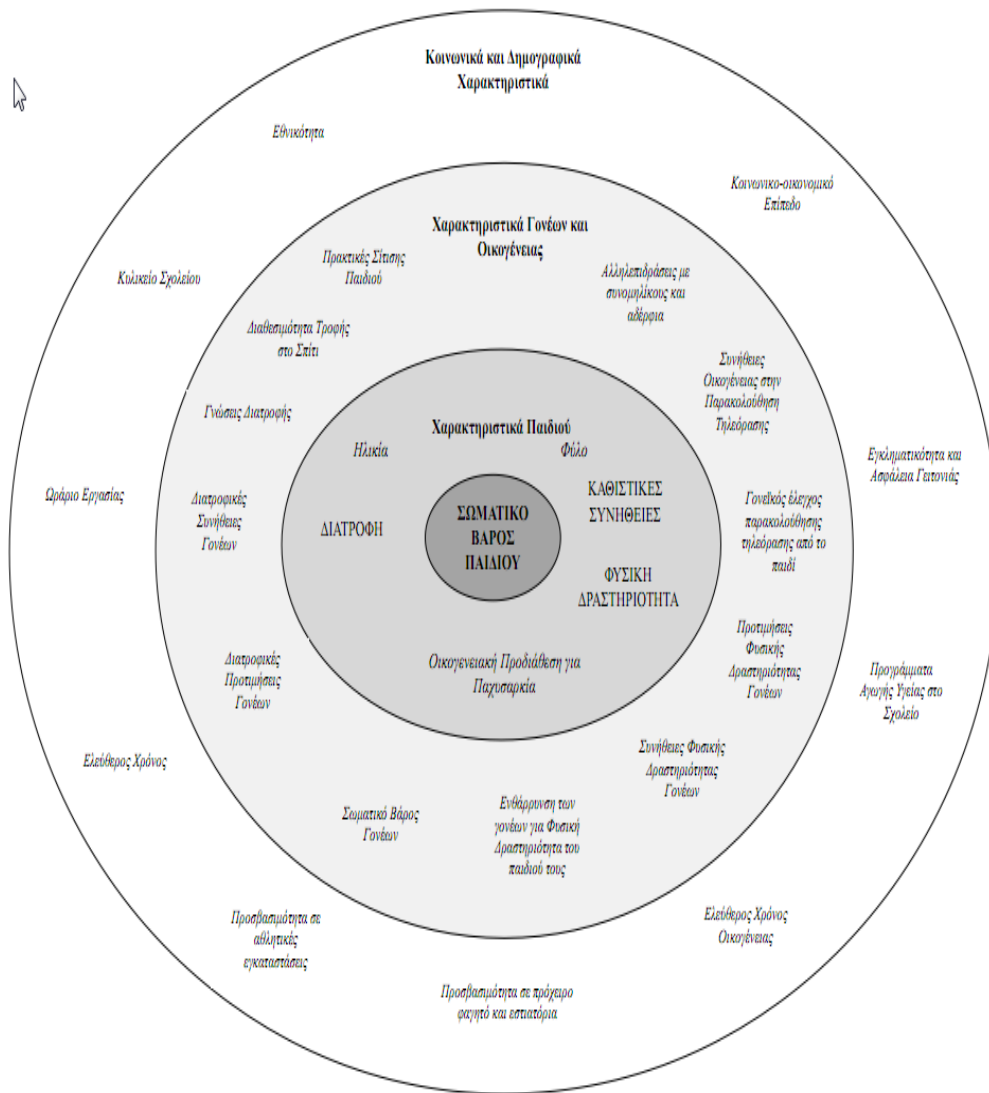 Κοινωνικά και Δημογραφικά
Χαρακτηριστικά
Εθνικότητα
Κοινωνικο-οικονομικό
Επίπεδο
Χαρακτηριστικά Γονέων και
Οικογένειας
Πρακτικές Σίτισης
Παιδιού
Κυλικείο Σχολείου
Αλληλεπιδράσεις με
συνομηλίκους και
αδέρφια
Διαθεσιμότητα Τροφής
στο Σπίτι
Συνήθειες
Οικογένειας στην
Παρακολούθηση
Τηλεόρασης
Γνώσεις Διατροφής
Χαρακτηριστικά Παιδιού
Ηλικία
Φύλο
Εγκληματικότητα και
Ασφάλεια Γειτονιάς
Ωράριο Εργασίας
Διατροφικές
Συνήθειες
Γονέων
ΔΙΑΤΡΟΦΗ
ΣΩΜΑΤΙΚΟ
ΒΑΡΟΣ
ΠΑΙΔΙΟΥ
ΚΑΘΙΣΤΙΚΕΣ
ΣΥΝΗΘΕΙΕΣ
Γονεϊκός έλεγχος
παρακολούθησης
τηλεόρασης από το
παιδί
ΦΥΣΙΚΗ
ΔΡΑΣΤΗΡΙΟΤΗΤΑ
Διατροφικές
Προτιμήσεις
Γονέων
Οικογενειακή Προδιάθεση για
Παχυσαρκία
Προτιμήσεις
Φυσικής
Δραστηριότητας
Γονέων
Προγράμματα
Αγωγής Υγείας στο
Σχολείο
Ελεύθερος Χρόνος
Συνήθειες Φυσικής
Δραστηριότητας
Γονέων
Σωματικό Βάρος
Γονέων
Ενθάρρυνση των
γονέων για Φυσική
Δραστηριότητα του
παιδιού τους
Προσβασιμότητα σε
αθλητικές
εγκαταστάσεις
Ελεύθερος Χρόνος
Οικογένειας
Προσβασιμότητα σε πρόχειρο
φαγητό και εστιατόρια